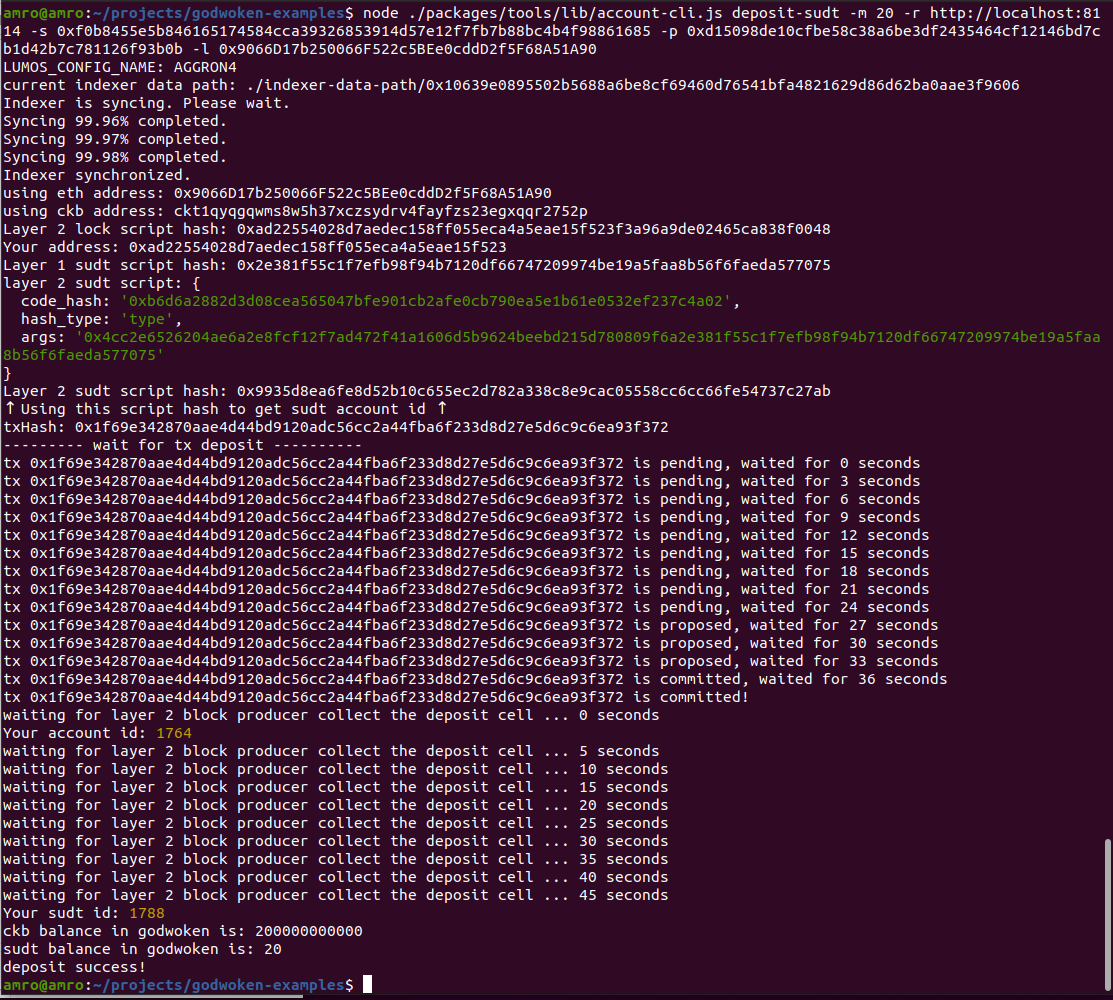 amro@amro:~/projects/godwoken-examples$ node ./packages/tools/lib/account-cli.js deposit-sudt -m 20 -r http://localhost:81
14 -s 0xf0b8455e5b846165174584cca39326853914d57e12f7fb7b88bc4b4f98861685 -p 0xd15098de10cfbe58c38a6be3df2435464cf12146bd7c
b1d42b7c781126f93b0b -l 0x9066D17b250066F522c5BEe0cddD2f5F68A51A90
LUMOS_CONFIG_NAME: AGGRON4
current indexer data path: ./indexer-data-path/0x10639e0895502b5688a6be8cf69460d76541bfa4821629d86d62ba0aae3f9606
Indexer is syncing. Please wait.
Syncing 99.96% completed.
Syncing 99.97% completed.
Syncing 99.98% completed.
Indexer synchronized.
using eth address: 0x9066D17b250066F522c5BEe0cddD2f5F68A51A90
using ckb address: ckt1qyqgqwms8w5h37xczsydrv4fayfzs23egxqqr2752p
Layer 2 lock script hash: 0xad22554028d7aedec158ff055eca4a5eae15f523f3a96a9de02465ca838f0048
Your address: 0xad22554028d7aedec158ff055eca4a5eae15f523
Layer 1 sudt script hash: 0x2e381f55c1f7efb98f94b7120df66747209974be19a5faa8b56f6faeda577075
layer 2 sudt script: {
  code_hash: '0xb6d6a2882d3d08cea565047bfe901cb2afe0cb790ea5e1b61e0532ef237c4a02',
  hash_type: 'type',
  args: '0x4cc2e6526204ae6a2e8fcf12f7ad472f41a1606d5b9624beebd215d780809f6a2e381f55c1f7efb98f94b7120df66747209974be19a5faa
8b56f6faeda577075'
}
Layer 2 sudt script hash: 0x9935d8ea6fe8d52b10c655ec2d782a338c8e9cac05558cc6cc66fe54737c27ab
↑Using this script hash to get sudt account id ↑
txHash: 0x1f69e342870aae4d44bd9120adc56cc2a44fba6f233d8d27e5d6c9c6ea93f372
--------- wait for tx deposit ----------
tx 0x1f69e342870aae4d44bd9120adc56cc2a44fba6f233d8d27e5d6c9c6ea93f372 is pending, waited for 0 seconds
tx 0x1f69e342870aae4d44bd9120adc56cc2a44fba6f233d8d27e5d6c9c6ea93f372 is pending, waited for 3 seconds
tx 0x1f69e342870aae4d44bd9120adc56cc2a44fba6f233d8d27e5d6c9c6ea93f372 is pending, waited for 6 seconds
tx 0x1f69e342870aae4d44bd9120adc56cc2a44fba6f233d8d27e5d6c9c6ea93f372 is pending, waited for 9 seconds
tx 0x1f69e342870aae4d44bd9120adc56cc2a44fba6f233d8d27e5d6c9c6ea93f372 is pending, waited for 12 seconds
tx 0x1f69e342870aae4d44bd9120adc56cc2a44fba6f233d8d27e5d6c9c6ea93f372 is pending, waited for 15 seconds
tx 0x1f69e342870aae4d44bd9120adc56cc2a44fba6f233d8d27e5d6c9c6ea93f372 is pending, waited for 18 seconds
tx 0x1f69e342870aae4d44bd9120adc56cc2a44fba6f233d8d27e5d6c9c6ea93f372 is pending, waited for 21 seconds
tx 0x1f69e342870aae4d44bd9120adc56cc2a44fba6f233d8d27e5d6c9c6ea93f372 is pending, waited for 24 seconds
tx 0x1f69e342870aae4d44bd9120adc56cc2a44fba6f233d8d27e5d6c9c6ea93f372 is proposed, waited for 27 seconds
tx 0x1f69e342870aae4d44bd9120adc56cc2a44fba6f233d8d27e5d6c9c6ea93f372 is proposed, waited for 30 seconds
tx 0x1f69e342870aae4d44bd9120adc56cc2a44fba6f233d8d27e5d6c9c6ea93f372 is proposed, waited for 33 seconds
tx 0x1f69e342870aae4d44bd9120adc56cc2a44fba6f233d8d27e5d6c9c6ea93f372 is committed, waited for 36 seconds
tx 0x1f69e342870aae4d44bd9120adc56cc2a44fba6f233d8d27e5d6c9c6ea93f372 is committed!
waiting for layer 2 block producer collect the deposit cell ... 0 seconds
Your account id: 1764
waiting for layer 2 block producer collect the deposit cell ... 5 seconds
waiting for layer 2 block producer collect the deposit cell ... 10 seconds
waiting for layer 2 block producer collect the deposit cell ... 15 seconds
waiting for layer 2 block producer collect the deposit cell ... 20 seconds
waiting for layer 2 block producer collect the deposit cell ... 25 seconds
waiting for layer 2 block producer collect the deposit cell ... 30 seconds
waiting for layer 2 block producer collect the deposit cell ... 35 seconds
waiting for layer 2 block producer collect the deposit cell ... 40 seconds
waiting for layer 2 block producer collect the deposit cell ... 45 seconds
Your sudt id: 1788
ckb balance in godwoken is: 200000000000
sudt balance in godwoken is: 20
deposit success!
amro@amro:~/projects/godwoken-examples$